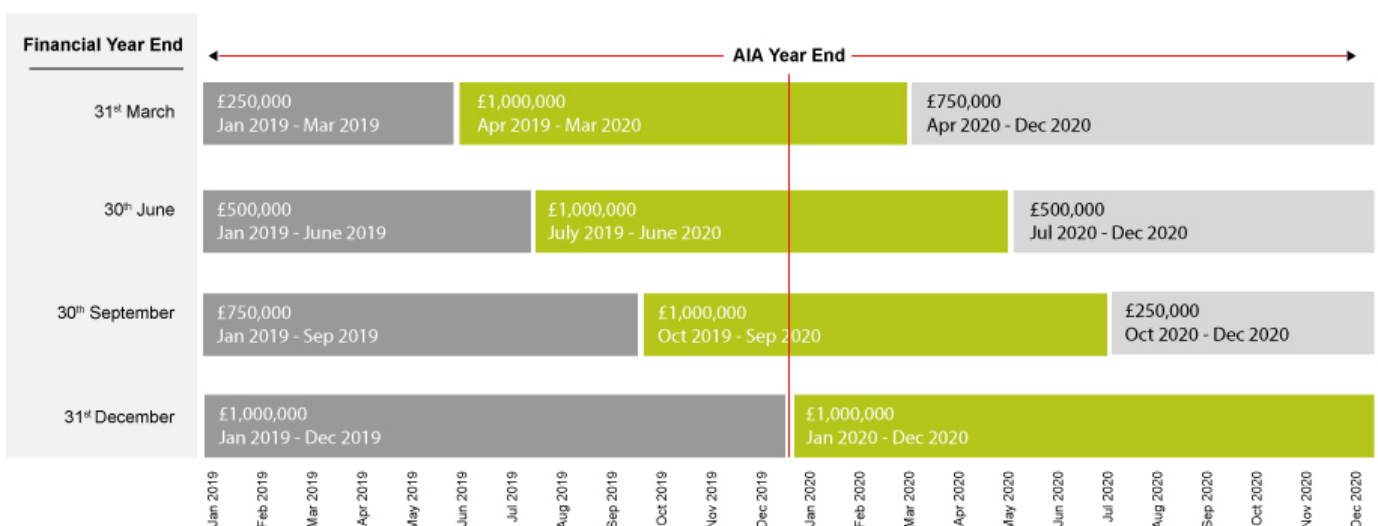 Financial Year End
AIA Year End
31st March
£250,000
Jan 2019 - Mar 2019
£1,000,000
Apr 2019 - Mar 2020
£750,000
Apr 2020 - Dec 2020
30th June
£500,000
Jan 2019 - June 2019
£1,000,000
July 2019 - June 2020
£500,000
Jul 2020 - Dec 2020
30th September
£750,000
Jan 2019 - Sep 2019
£1,000,000
Oct 2019 - Sep 2020
£250,000
Oct 2020 - Dec 2020
31st December
£1,000,000
Jan 2019 - Dec 2019
£1,000,000
Jan 2020 - Dec 2020
Jan 2019
Feb 2019
Mar 2019
Apr 2019
May 2019
Jun 2019
Jul 2019
Aug 2019
Sep 2019
Oct 2019
Nov 2019
Dec 2019
Jan 2020
Feb 2020
Mar 2020
Apr 2020
May 2020
Jun 2020
Jul 2020
Aug 2020
Sep 2020
Oct 2020
Nov 2020
Dec 2020